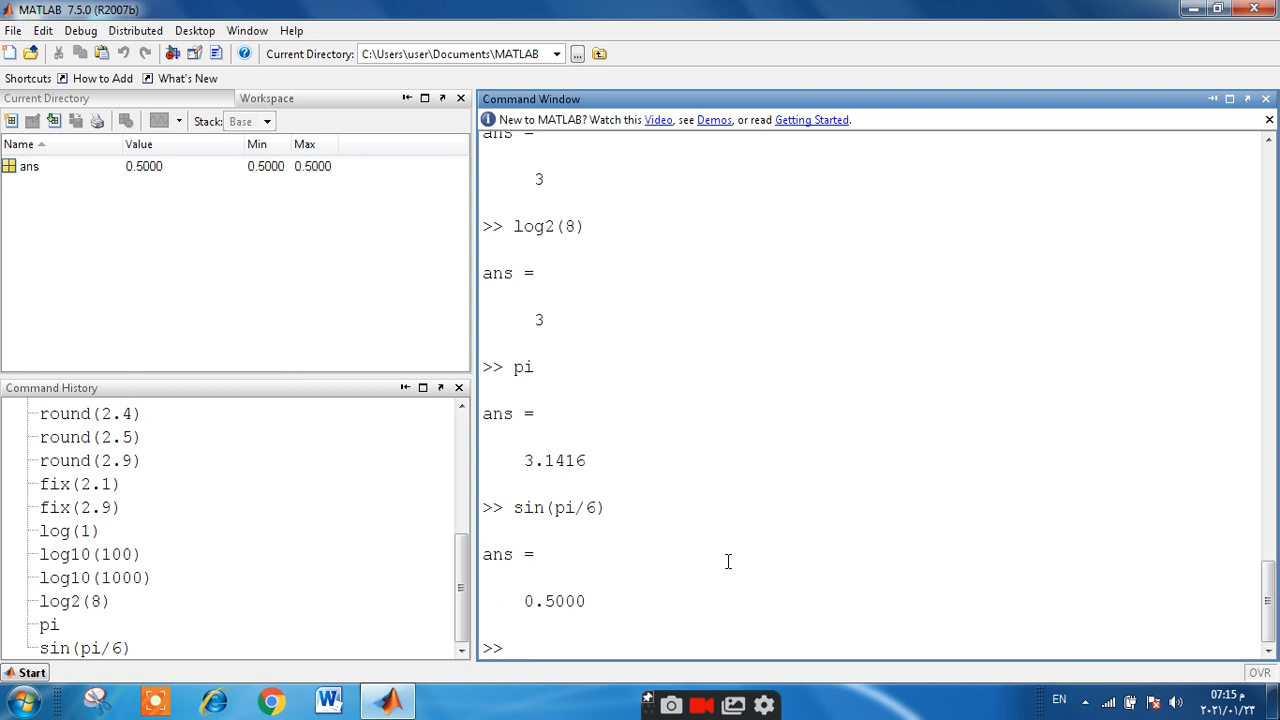 MATLAB 7.5.0 (R2007b)
File Edit Debug Distributed Desktop Window Help
Current Directory: C:\Users\user\Documents\MATLAB ...
Shortcuts How to Add What's New
Current Directory Workspace
Stack: Base
Name Value Min Max
ans 0.5000 0.5000 0.5000
Command History
round(2.4)
round(2.5)
round(2.9)
fix(2.1)
fix(2.9)
log(1)
log10(100)
log10(1000)
log2(8)
pi
sin(pi/6)
Command Window
New to MATLAB? Watch this Video, see Demos, or read Getting Started.
ans =
3
>> log2(8)
ans =
3
>> pi
ans =
3.1416
>> sin(pi/6)
ans =
0.5000
>>
Start
OVR
EN
07:15 م
٢٠٢١/٠١/٢٣